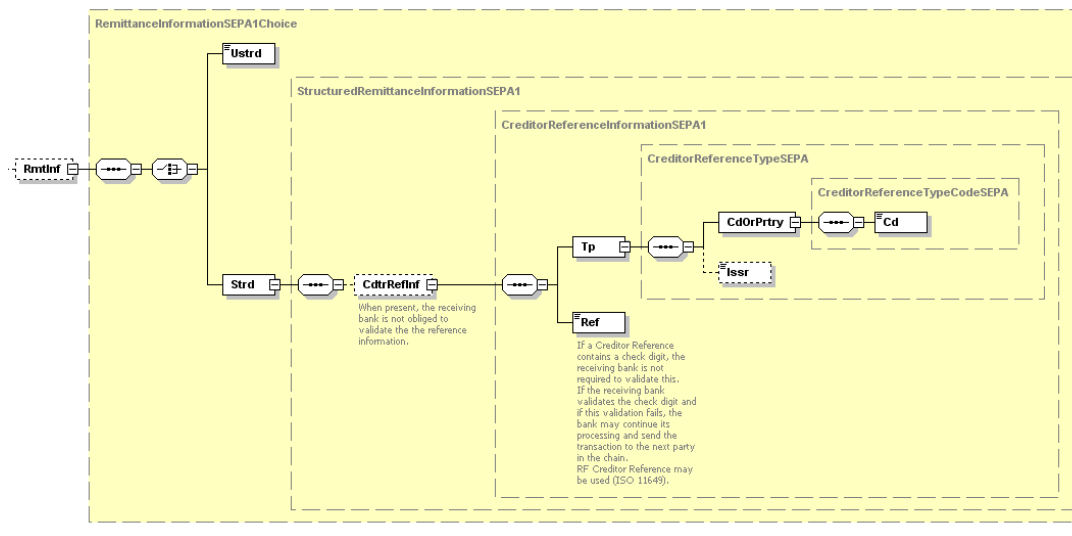 RemittanceInformationSEPA1Choice
Ustrd
StructuredRemittanceInformationSEPA1
CreditorReferenceInformationSEPA1
CreditorReferenceTypeSEPA
RmtInf
CreditorReferenceTypeCodeSEPA
CdOrPrtry
Cd
Tp
Issr
Strd
CdtrRefInf
When present, the receiving
bank is not obliged to
validate the the reference
information.
Ref
If a Creditor Reference
contains a check digit, the
receiving bank is not
required to validate this.
If the receiving bank
validates the check digit and
if this validation fails, the
bank may continue its
processing and send the
transaction to the next party
in the chain.
RF Creditor Reference may
be used (ISO 11649).